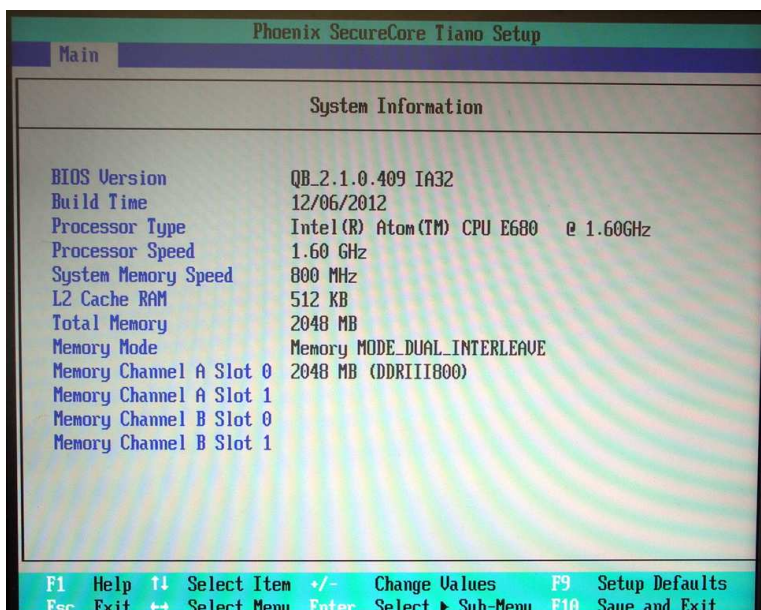 Phoenix SecureCore Tiano Setup
Main
System Information
BIOS Version QB_2.1.0.409 IA32
Build Time 12/06/2012
Processor Type Intel(R) Atom(TM) CPU E680 @ 1.60GHz
Processor Speed 1.60 GHz
System Memory Speed 800 MHz
L2 Cache RAM 512 KB
Total Memory 2048 MB
Memory Mode Memory MODE_DUAL_INTERLEAVE
Memory Channel A Slot 0 2048 MB (DDRIII800)
Memory Channel A Slot 1
Memory Channel B Slot 0
Memory Channel B Slot 1
F1 Help ↑↓ Select Item +/- Change Values F9 Setup Defaults
Esc Exit ↔ Select Menu Enter Select ▶ Sub-Menu F10 Save and Exit